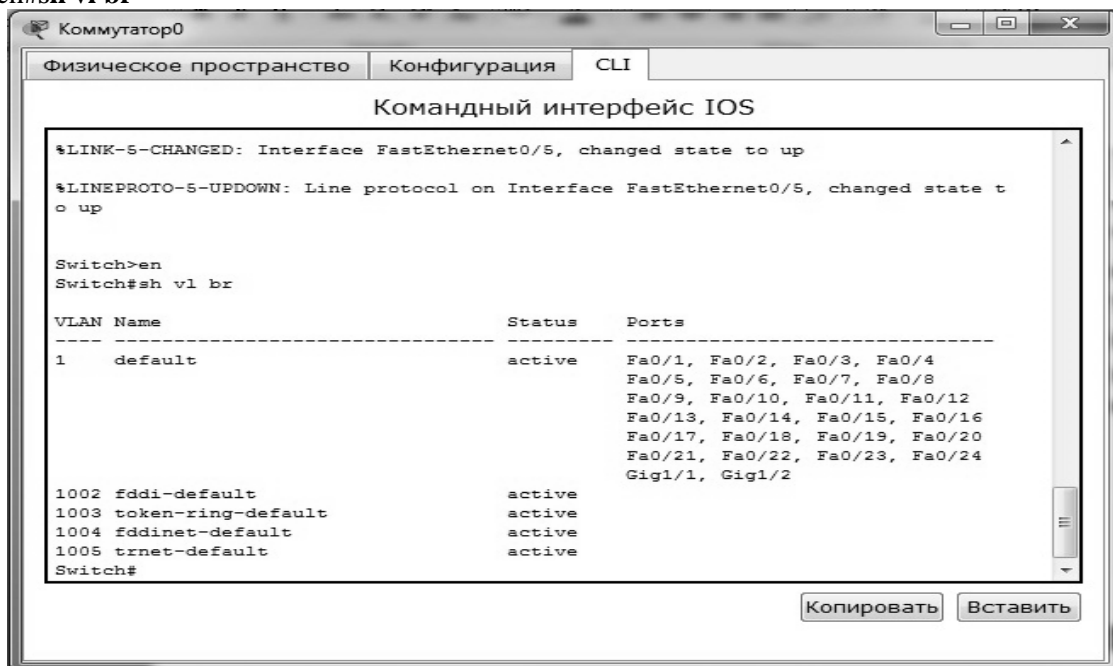 Коммутатор0
Физическое пространство Конфигурация CLI
Командный интерфейс IOS
%LINK-5-CHANGED: Interface FastEthernet0/5, changed state to up
%LINEPROTO-5-UPDOWN: Line protocol on Interface FastEthernet0/5, changed state t
o up
Switch>en
Switch#sh vl br
VLAN Name Status Ports
---- -------------------------------- --------- -------------------------------
1 default active Fa0/1, Fa0/2, Fa0/3, Fa0/4
Fa0/5, Fa0/6, Fa0/7, Fa0/8
Fa0/9, Fa0/10, Fa0/11, Fa0/12
Fa0/13, Fa0/14, Fa0/15, Fa0/16
Fa0/17, Fa0/18, Fa0/19, Fa0/20
Fa0/21, Fa0/22, Fa0/23, Fa0/24
Gig1/1, Gig1/2
1002 fddi-default active
1003 token-ring-default active
1004 fddinet-default active
1005 trnet-default active
Switch#
Копировать Вставить